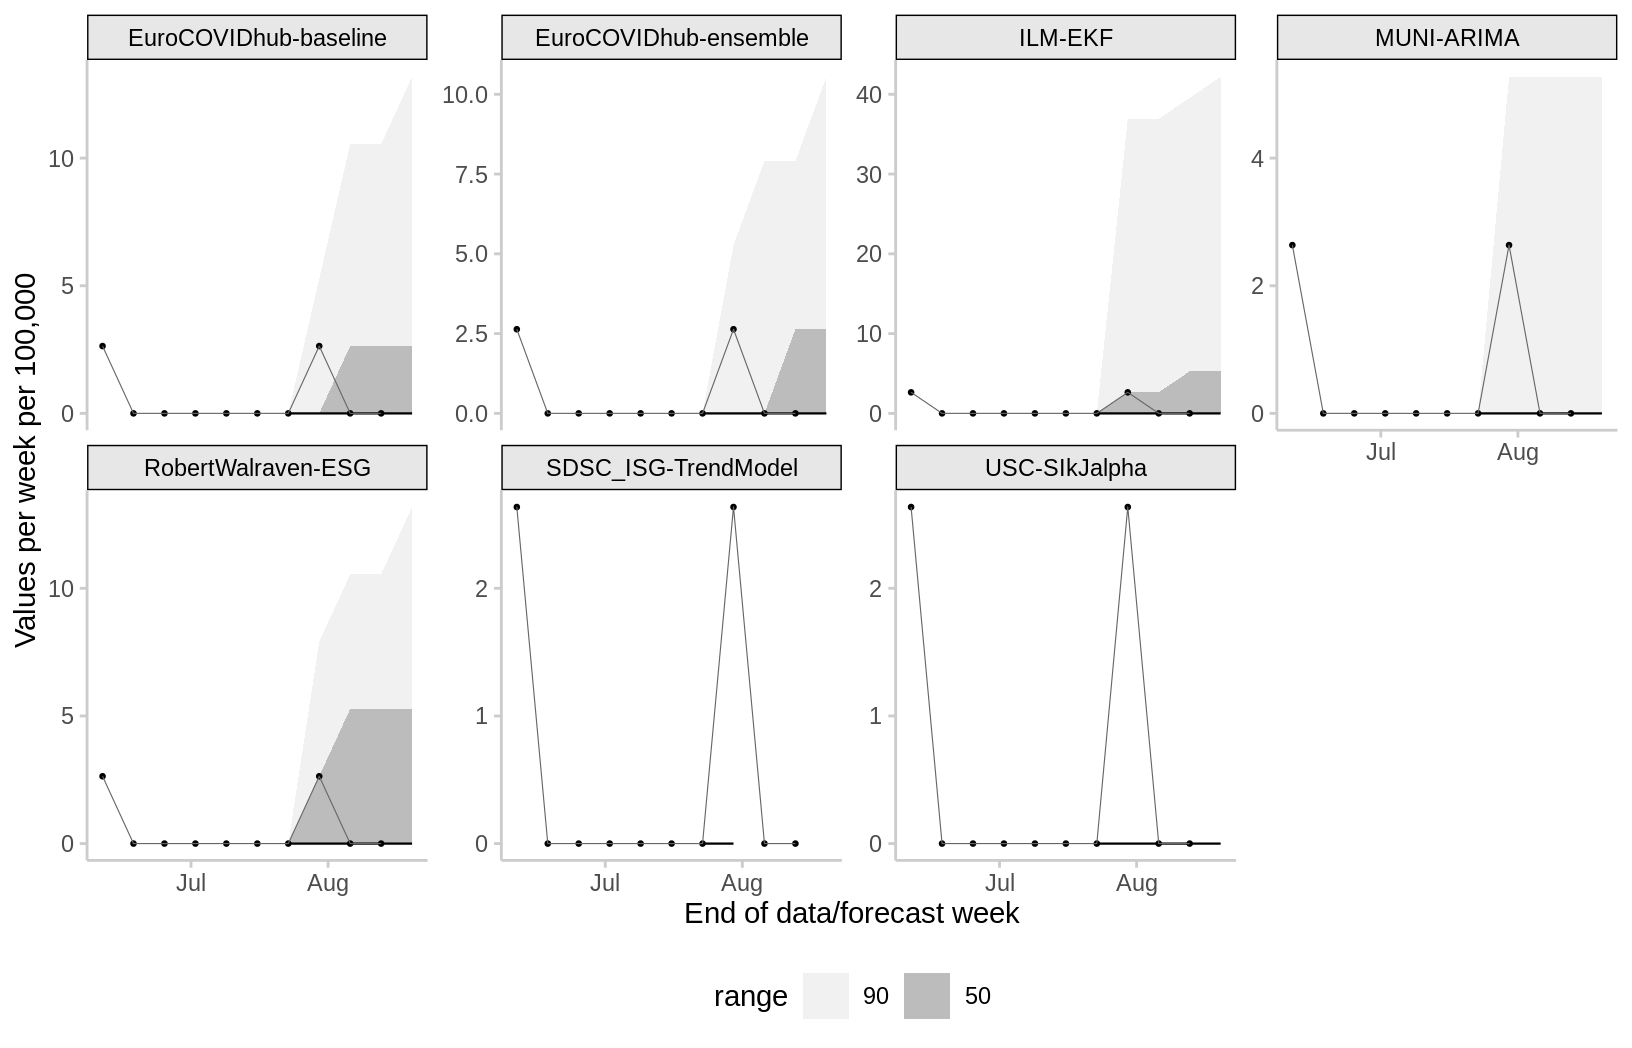 EuroCOVIDhub-baseline
EuroCOVIDhub-ensemble
ILM-EKF
MUNI-ARIMA
10
5
0
10.0
7.5
5.0
2.5
0.0
40
30
20
10
0
4
2
0
Jul Aug
Values per week per 100,000
RobertWalraven-ESG
SDSC_ISG-TrendModel
USC-SIkJalpha
10
5
0
2
1
0
2
1
0
Jul Aug
Jul Aug
Jul Aug
End of data/forecast week
range 90 50